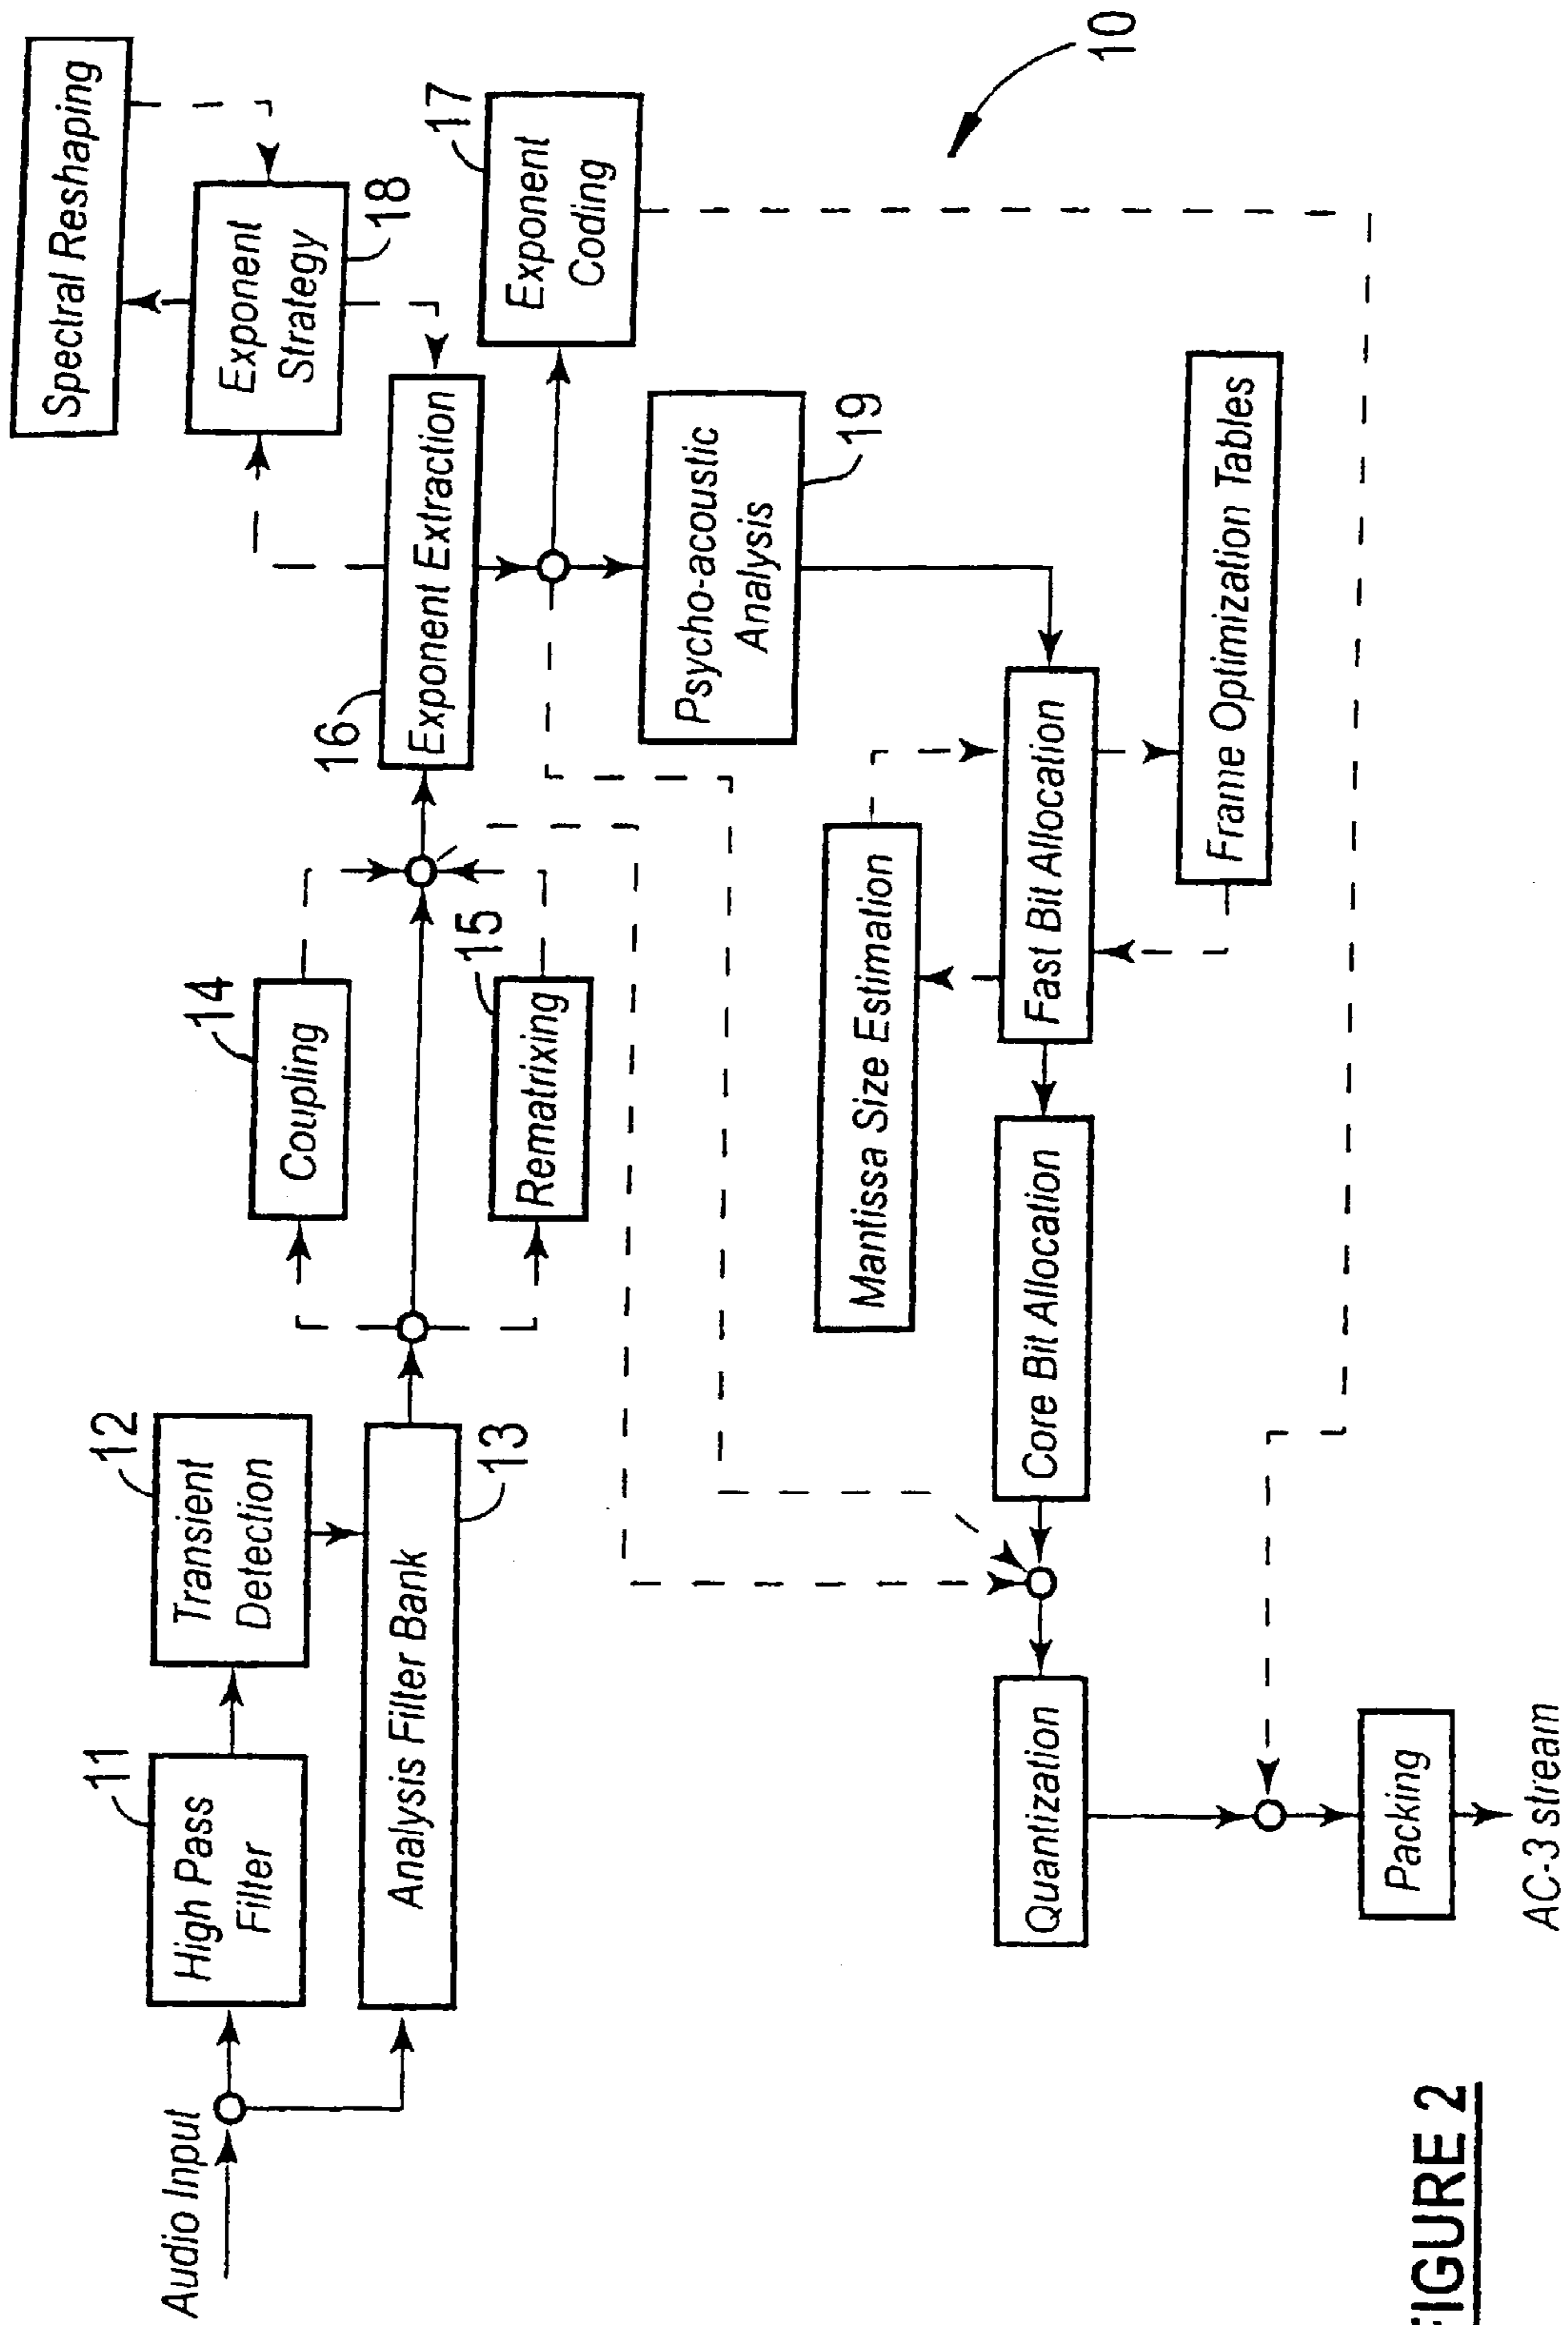 Audio Input
11
High Pass
Filter
12
Transient
Detection
Analysis Filter Bank
13
14
Coupling
15
Rematrixing
16
Exponent Extraction
Spectral Reshaping
Exponent
Strategy
18
17
Exponent
Coding
10
Psycho-acoustic
Analysis
19
Mantissa Size Estimation
Fast Bit Allocation
Frame Optimization Tables
Core Bit Allocation
Quantization
Packing
AC-3 stream
FIGURE 2